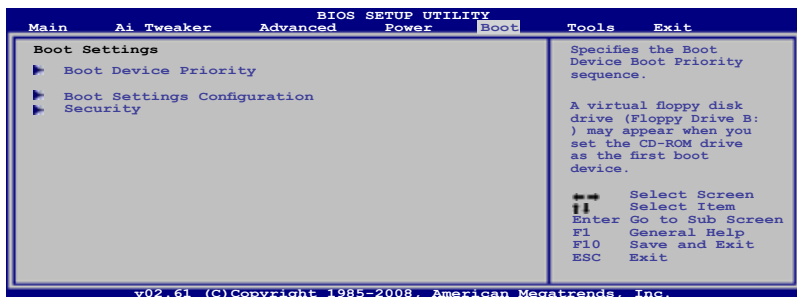 BIOS SETUP UTILITY
Main Ai Tweaker Advanced Power Boot Tools Exit
Boot Settings
Boot Device Priority
Boot Settings Configuration
Security
Specifies the Boot
Device Boot Priority
sequence.
A virtual floppy disk
drive (Floppy Drive B:
) may appear when you
set the CD-ROM drive
as the first boot
device.
Select Screen
Select Item
Enter Go to Sub Screen
F1 General Help
F10 Save and Exit
ESC Exit
v02.61 (C)Copyright 1985-2008, American Megatrends, Inc.